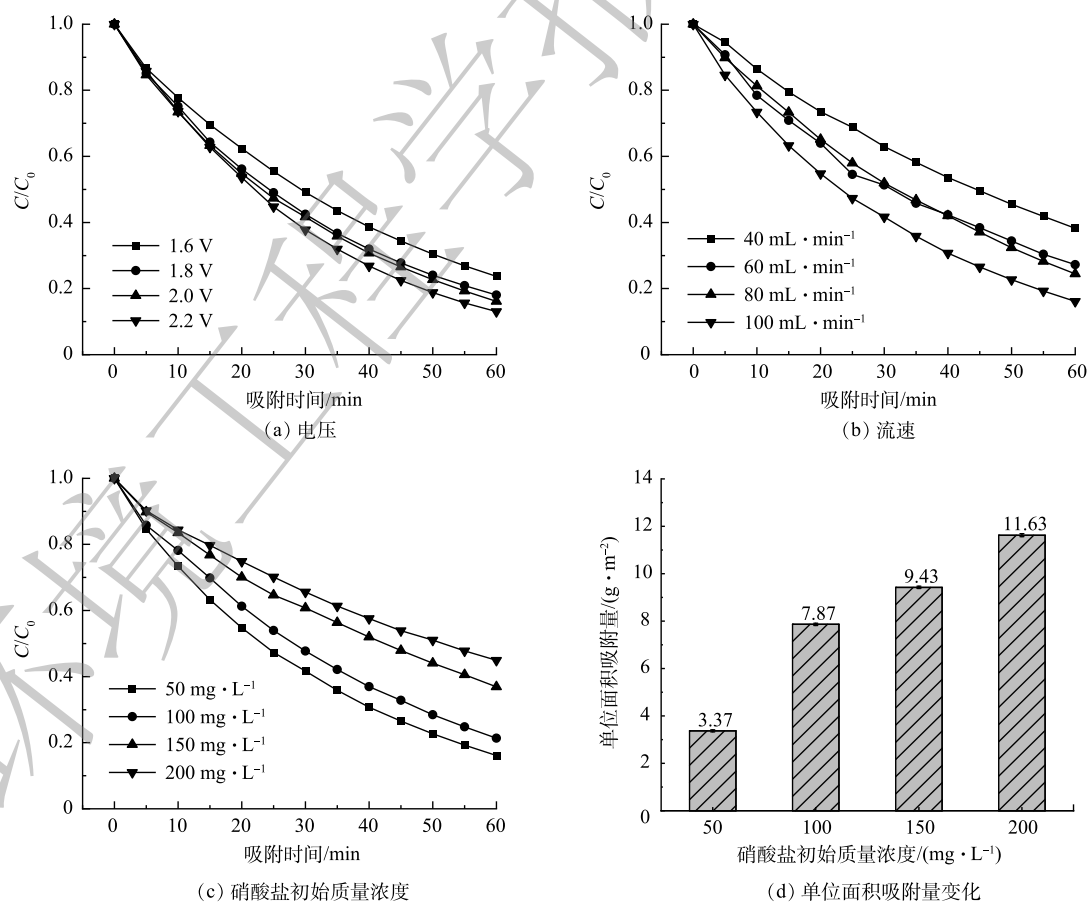 1.0
0.8
0.6
0.4
0.2
0
C/C₀
1.6 V
1.8 V
2.0 V
2.2 V
0 10 20 30 40 50 60
吸附时间/min
(a) 电压
1.0
0.8
0.6
0.4
0.2
0
C/C₀
40 mL·min⁻¹
60 mL·min⁻¹
80 mL·min⁻¹
100 mL·min⁻¹
0 10 20 30 40 50 60
吸附时间/min
(b) 流速
1.0
0.8
0.6
0.4
0.2
0
C/C₀
50 mg·L⁻¹
100 mg·L⁻¹
150 mg·L⁻¹
200 mg·L⁻¹
0 10 20 30 40 50 60
吸附时间/min
(c) 硝酸盐初始质量浓度
14
12
10
8
6
4
2
0
单位面积吸附量/(g·m⁻²)
3.37
7.87
9.43
11.63
50 100 150 200
硝酸盐初始质量浓度/(mg·L⁻¹)
(d) 单位面积吸附量变化
环境工程学报